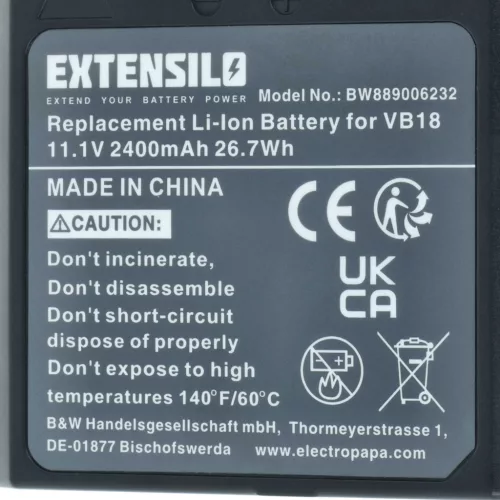 EXTENSILO
EXTEND YOUR BATTERY POWER
Model No.: BW889006232
Replacement Li-Ion Battery for VB18
11.1V 2400mAh 26.7Wh
MADE IN CHINA
⚠CAUTION:
Don't incinerate,
Don't disassemble
Don't short-circuit
dispose of properly
Don't expose to high
temperatures 140°F/60°C
CE
UK
CA
B&W Handelsgesellschaft mbH, Thormeyerstrasse 1,
DE-01877 Bischofswerda www.electropapa.com